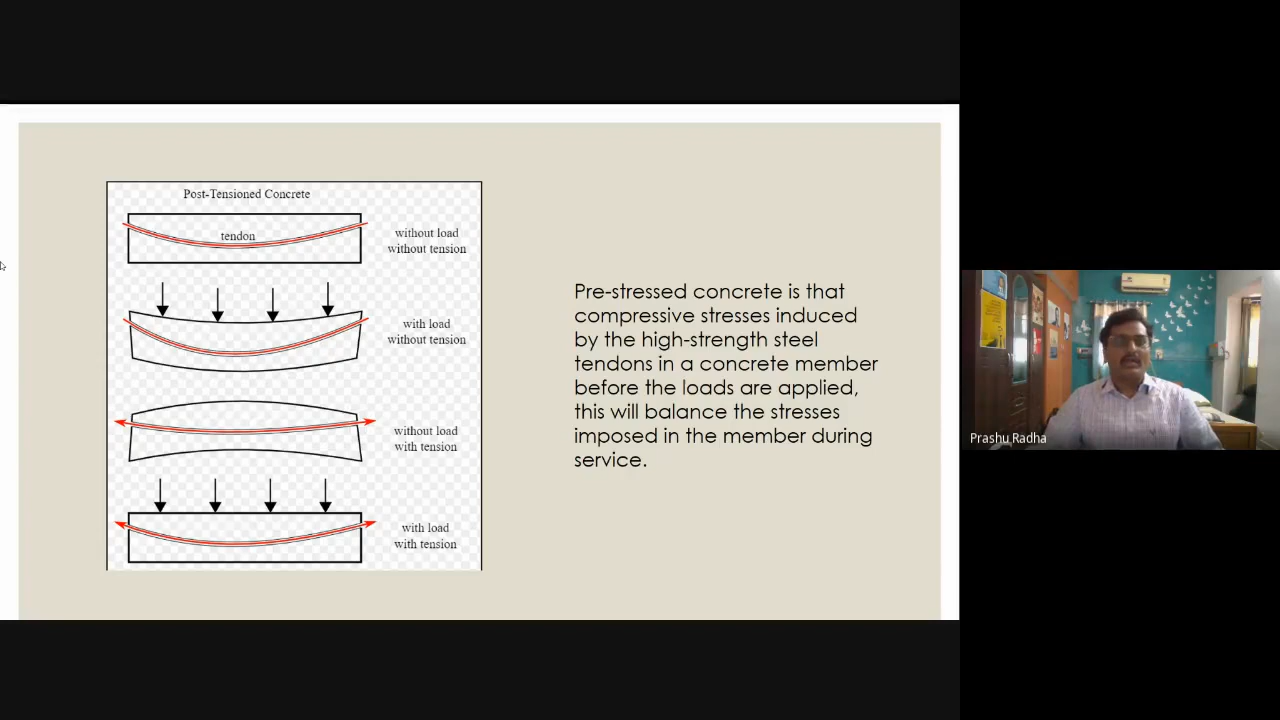 Post-Tensioned Concrete
tendon
without load
without tension
with load
without tension
without load
with tension
with load
with tension
Pre-stressed concrete is that
compressive stresses induced
by the high-strength steel
tendons in a concrete member
before the loads are applied,
this will balance the stresses
imposed in the member during
service.
Prashu Radha